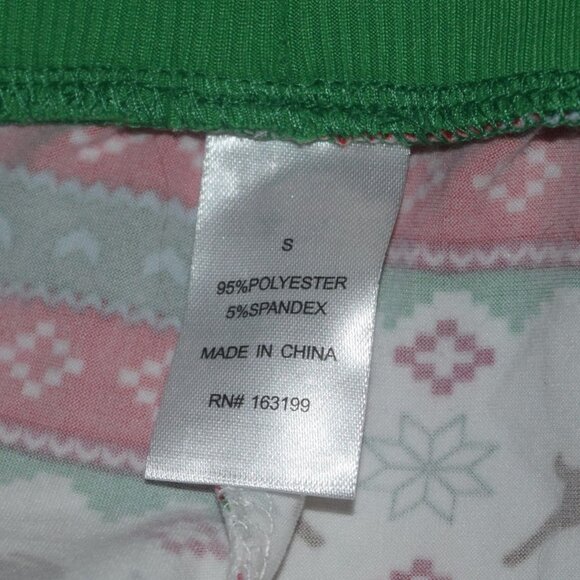 S
95%POLYESTER
5%SPANDEX
MADE IN CHINA
RN# 163199